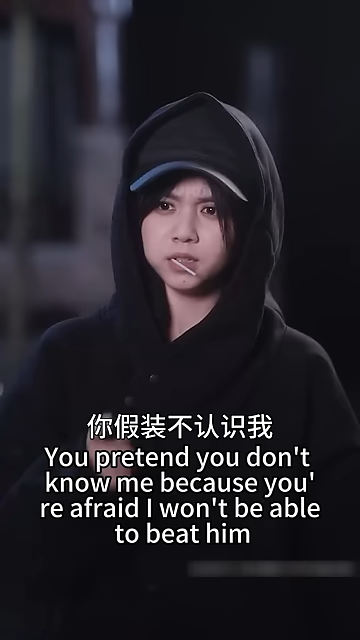 你假装不认识我
You pretend you don't
know me because you'
re afraid I won't be able
to beat him